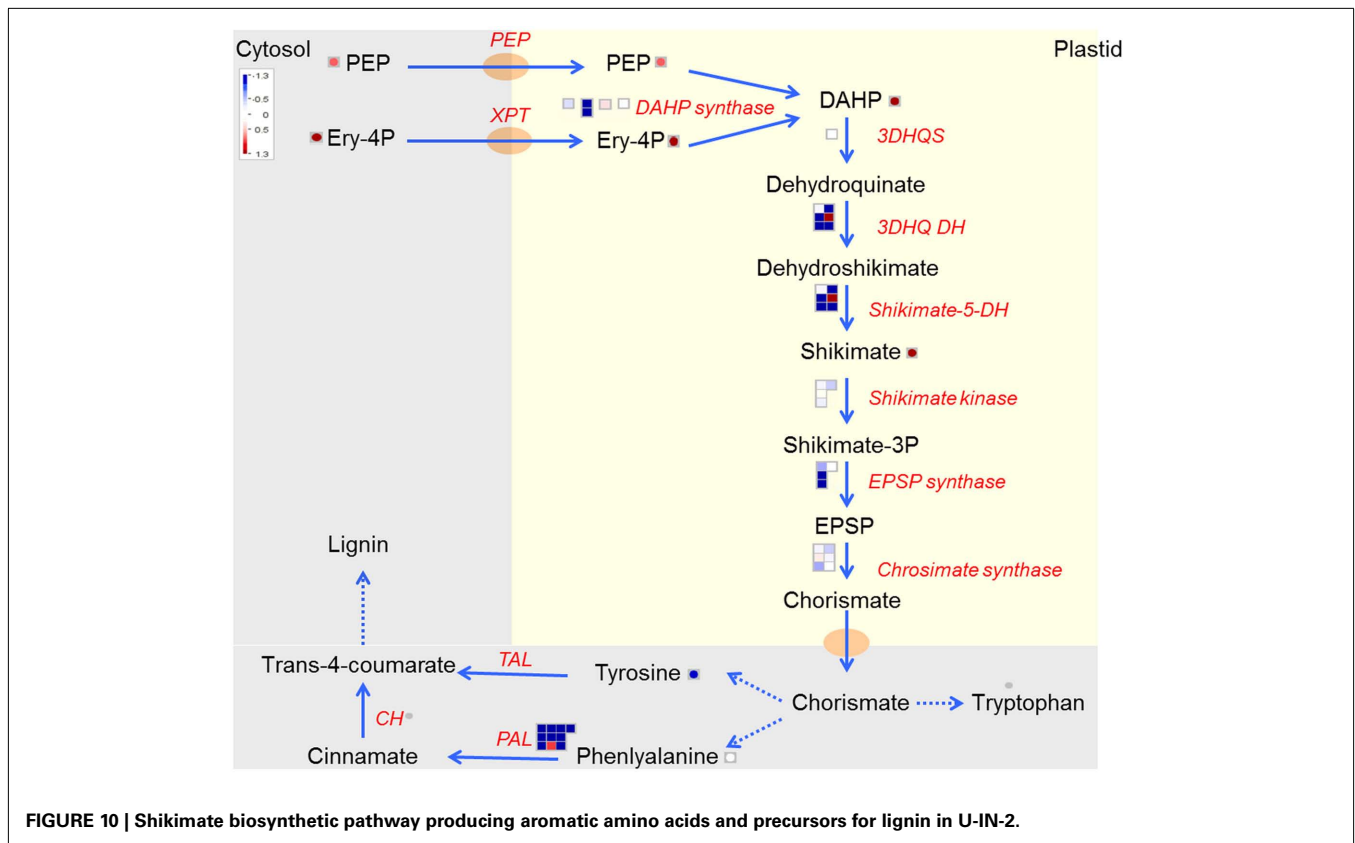 Cytosol
PEP
Plastid
-1.3
-0.5
0
0.5
1.3
PEP
PEP
DAHP
XPT
DAHP synthase
Ery-4P
Ery-4P
3DHQS
Dehydroquinate
3DHQ DH
Dehydroshikimate
Shikimate-5-DH
Shikimate
Shikimate kinase
Shikimate-3P
EPSP synthase
EPSP
Chrosimate synthase
Chorismate
Lignin
Trans-4-coumarate
TAL
Tyrosine
Chorismate
Tryptophan
CH
PAL
Cinnamate
Phenlyalanine
FIGURE 10 | Shikimate biosynthetic pathway producing aromatic amino acids and precursors for lignin in U-IN-2.